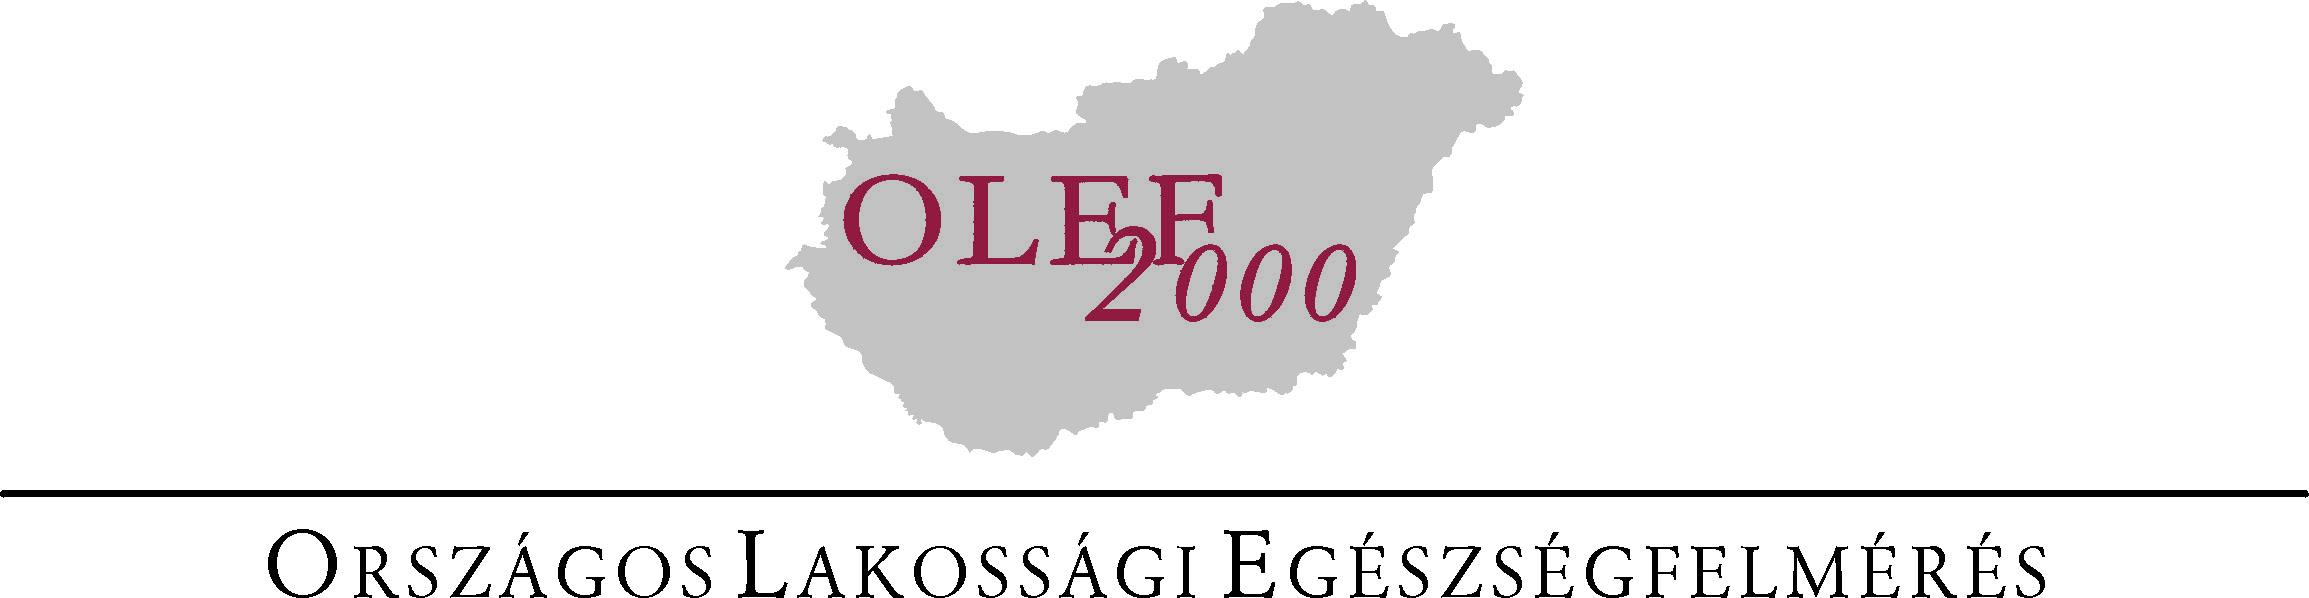 OLEF
2000
ORSZÁGOS LAKOSSÁGI EGÉSZSÉGFELMÉRÉS